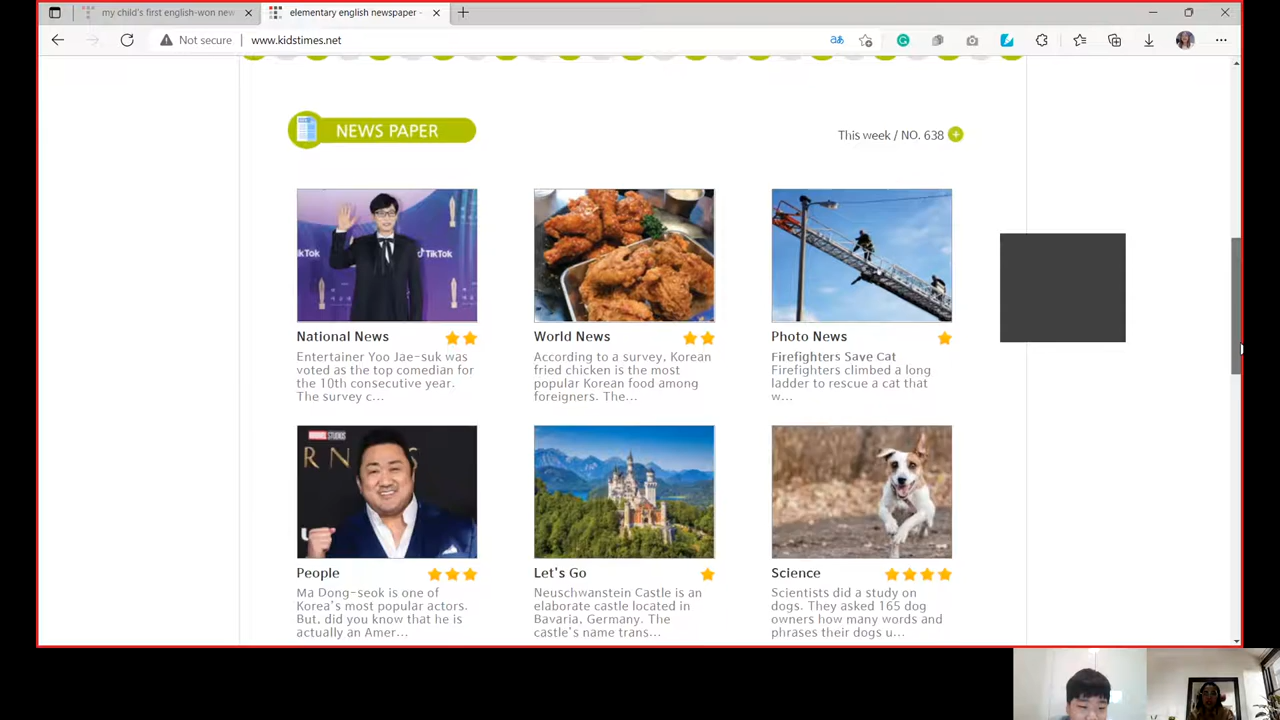 my child's first english-won new
elementary english newspaper -
Not secure
www.kidstimes.net
NEWS PAPER
This week / NO. 638
TikTok
National News
Entertainer Yoo Jae-suk was
voted as the top comedian for
the 10th consecutive year.
The survey c...
World News
According to a survey, Korean
fried chicken is the most
popular Korean food among
foreigners. The...
Photo News
Firefighters Save Cat
Firefighters climbed a long
ladder to rescue a cat that
w...
MARVEL STUDIOS
People
Ma Dong-seok is one of
Korea's most popular actors.
But, did you know that he is
actually an Amer...
Let's Go
Neuschwanstein Castle is an
elaborate castle located in
Bavaria, Germany. The
castle's name trans...
Science
Scientists did a study on
dogs. They asked 165 dog
owners how many words and
phrases their dogs u...